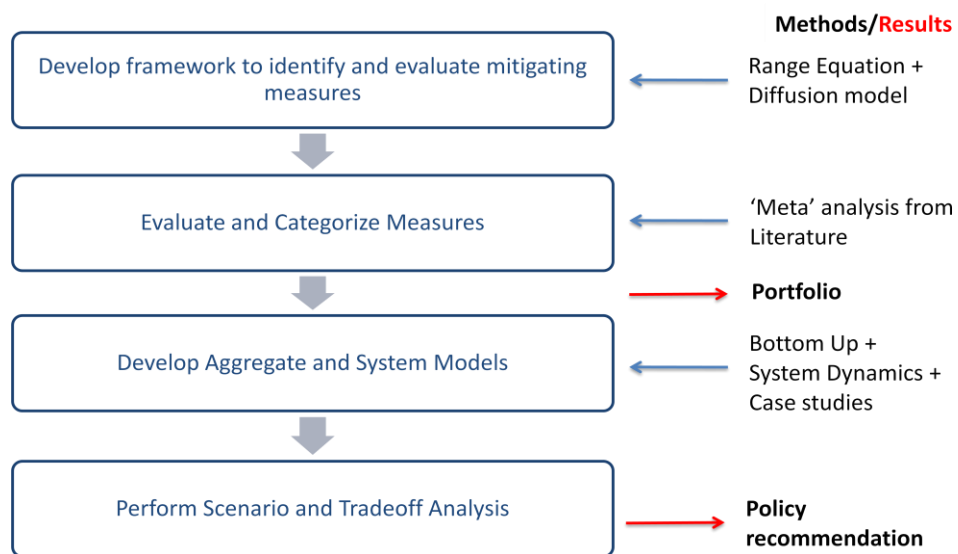 Methods/Results
Develop framework to identify and evaluate mitigating
measures
Range Equation +
Diffusion model
Evaluate and Categorize Measures
‘Meta’ analysis from
Literature
Portfolio
Develop Aggregate and System Models
Bottom Up +
System Dynamics +
Case studies
Perform Scenario and Tradeoff Analysis
Policy
recommendation